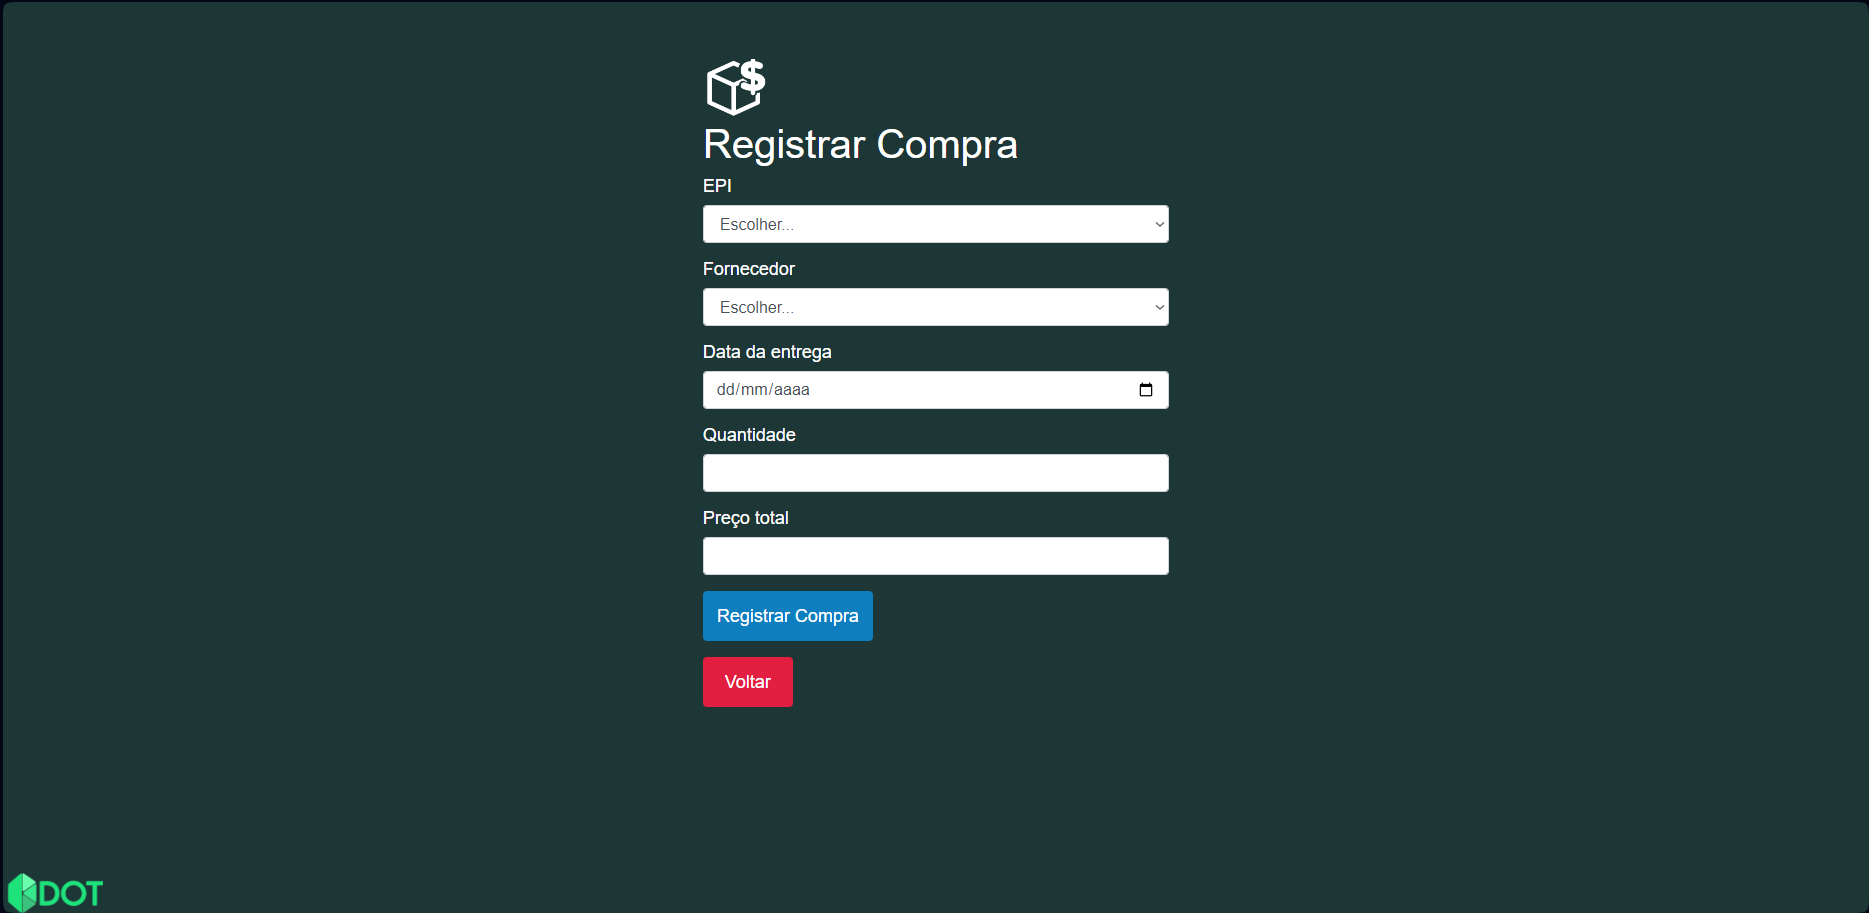 $
Registrar Compra
EPI
Escolher...
Fornecedor
Escolher...
Data da entrega
dd/mm/aaaa
Quantidade
Preço total
Registrar Compra
Voltar
DOT